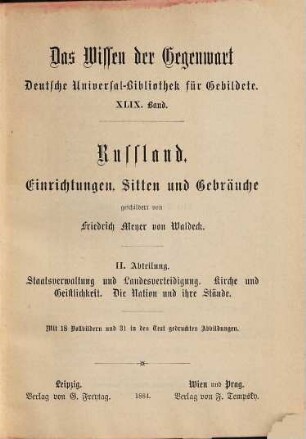 Das Wissen der Gegenwart
Deutsche Universal-Bibliothek für Gebildete.
XLIX. Band.
Russland.
Einrichtungen, Sitten und Gebräuche
geschildert von
Friedrich Meyer von Waldeck.
II. Abteilung.
Staatsverwaltung und Landesverteidigung. Kirche und
Geistlichkeit. Die Nation und ihre Stände.
Mit 18 Vollbildern und 31 in den Text gedruckten Abbildungen.
Leipzig. Wien und Prag.
Verlag von G. Freytag. 1884. Verlag von F. Tempsky.